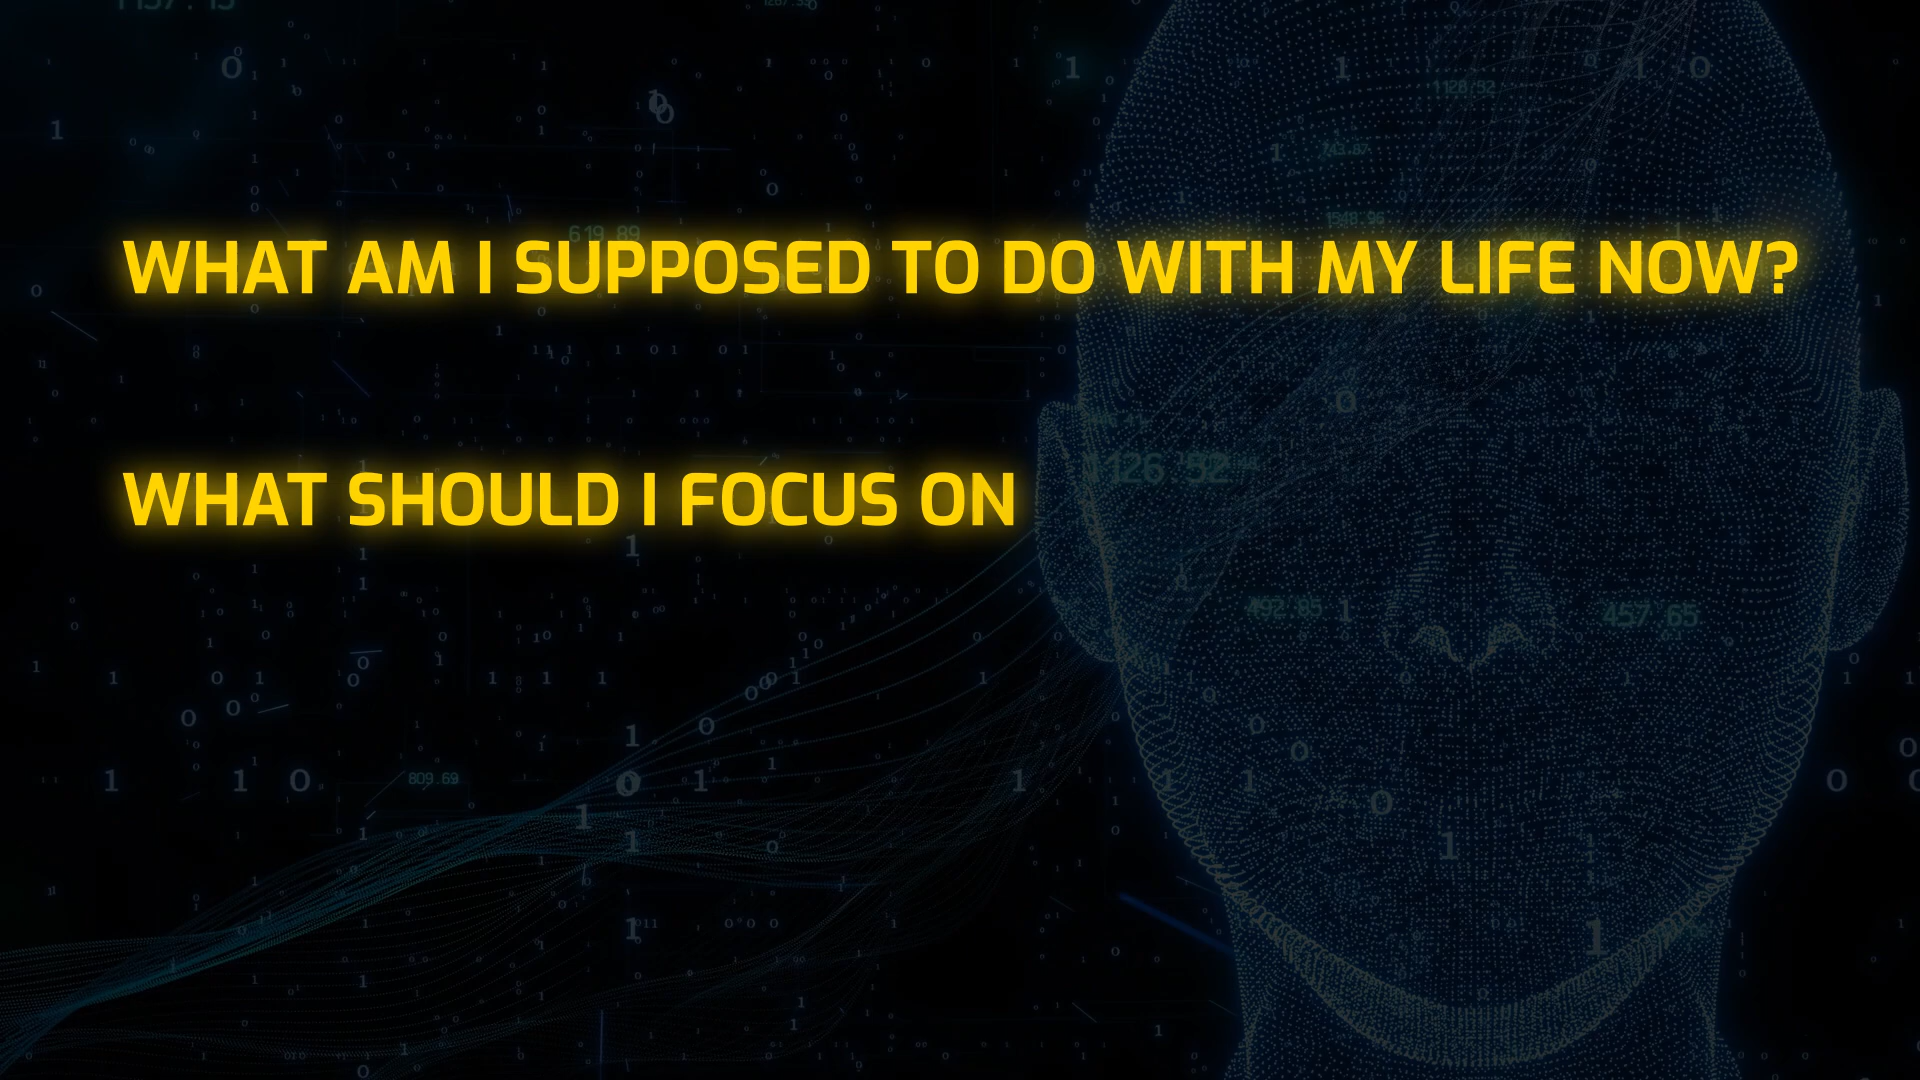 WHAT AM I SUPPOSED TO DO WITH MY LIFE NOW?
WHAT SHOULD I FOCUS ON